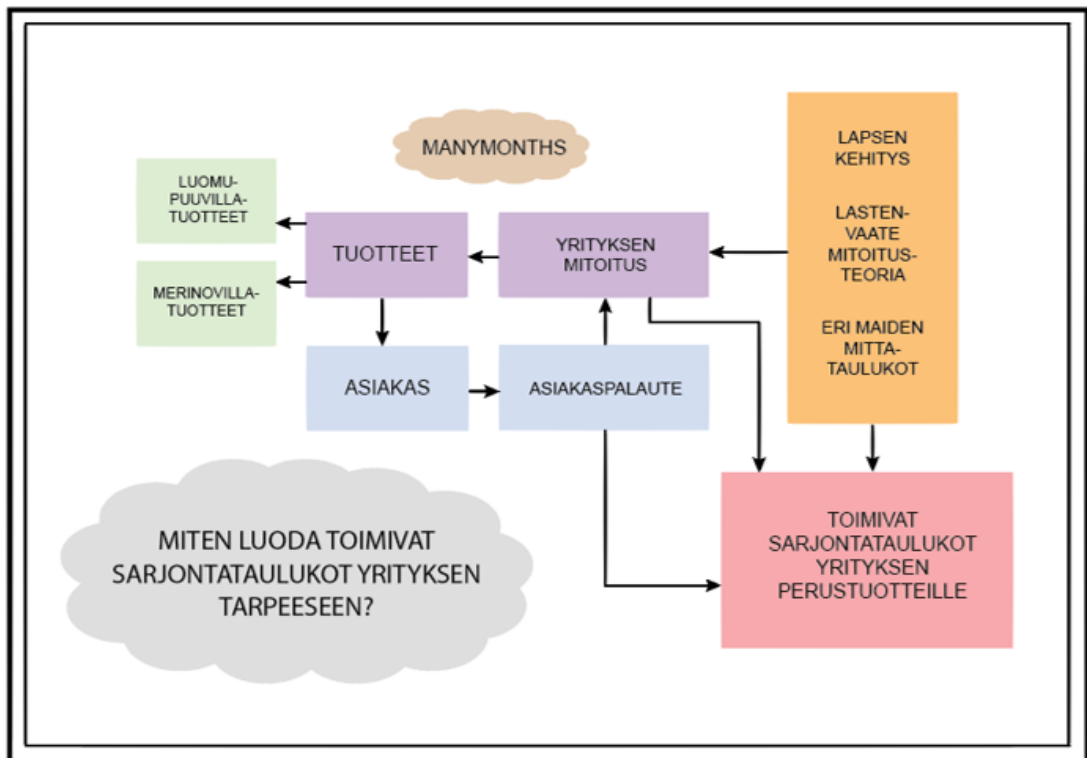 MANYMONTHS
LUOMU-
PUUVILLA-
TUOTTEET
MERINOVILLA-
TUOTTEET
TUOTTEET
YRITYKSEN
MITOITUS
LAPSEN
KEHITYS
LASTEN-
VAATE
MITOITUS-
TEORIA
ERI MAIDEN
MITTA-
TAULUKOT
ASIAKAS
ASIAKASPALAUTE
MITEN LUODA TOIMIVAT
SARJONTATAULUKOT YRITYKSEN
TARPEESEEN?
TOIMIVAT
SARJONTATAULUKOT
YRITYKSEN
PERUSTUOTTEILLE